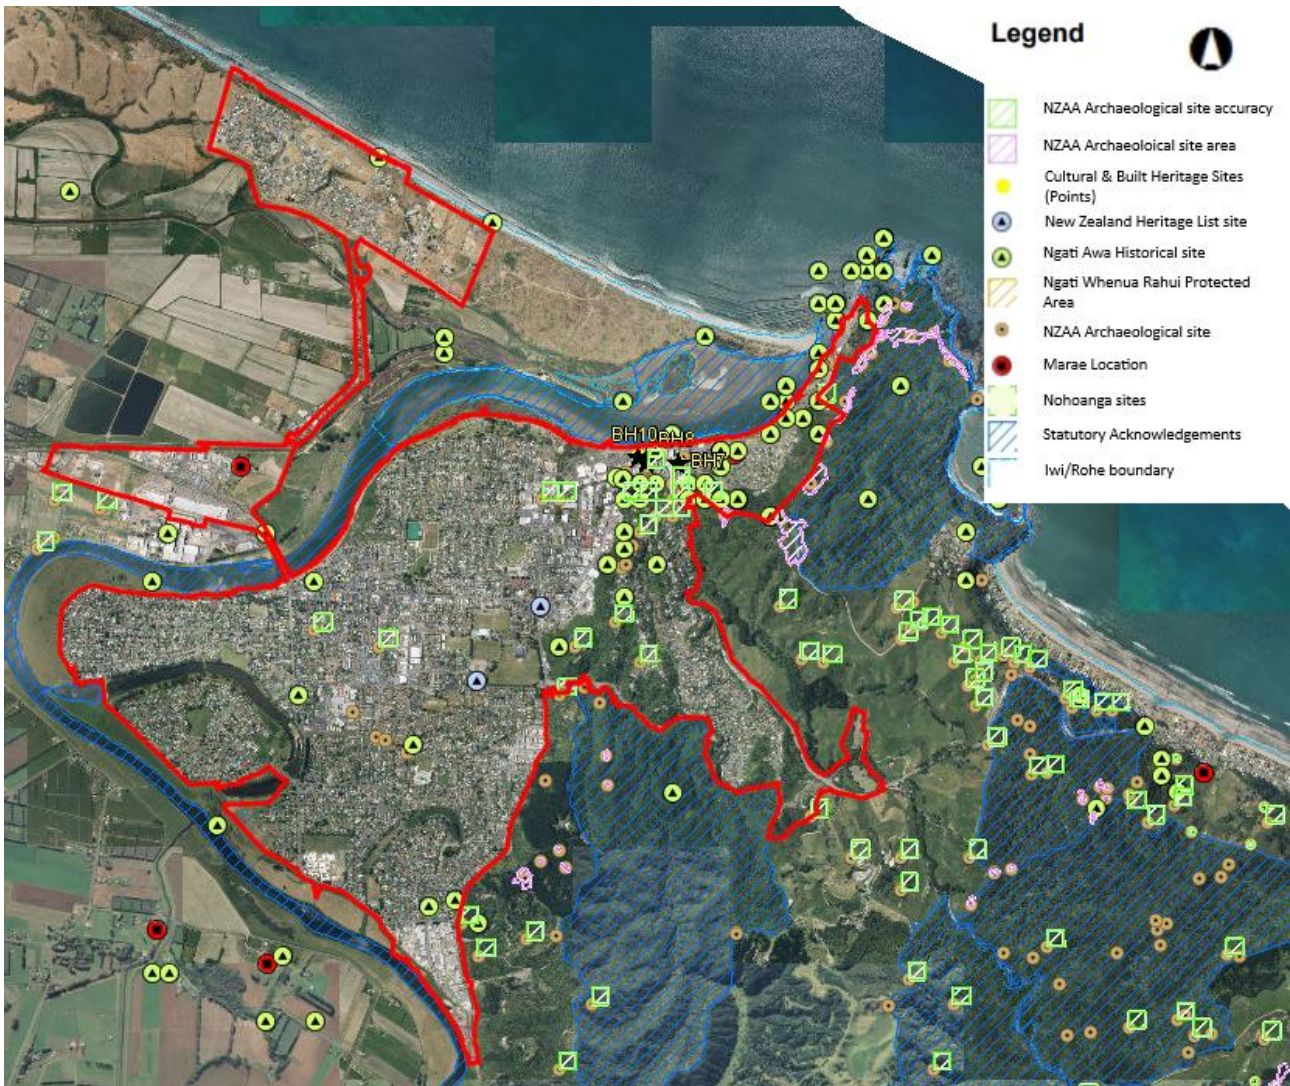 Legend
NZAA Archaeological site accuracy
NZAA Archaeoloical site area
Cultural & Built Heritage Sites
(Points)
New Zealand Heritage List site
Ngati Awa Historical site
Ngati Whenua Rahui Protected
Area
NZAA Archaeological site
Marae Location
Nohoanga sites
Statutory Acknowledgements
Iwi/Rohe boundary
BH10
BH7